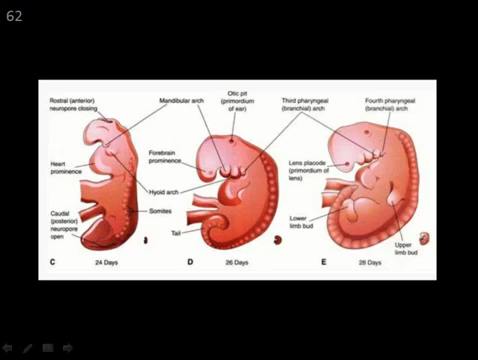 62
Rostral (anterior)
neuropore closing
Mandibular arch
Otic pit
(primordium
of ear)
Third pharyngeal
(branchial) arch
Fourth pharyngeal
(branchial) arch
Heart
prominence
Forebrain
prominence
Hyoid arch
Lens placode
(primordium of
lens)
Caudal
(posterior)
neuropore
open
Somites
Tail
Lower
limb bud
Upper
limb bud
C
24 Days
D
26 Days
E
28 Days